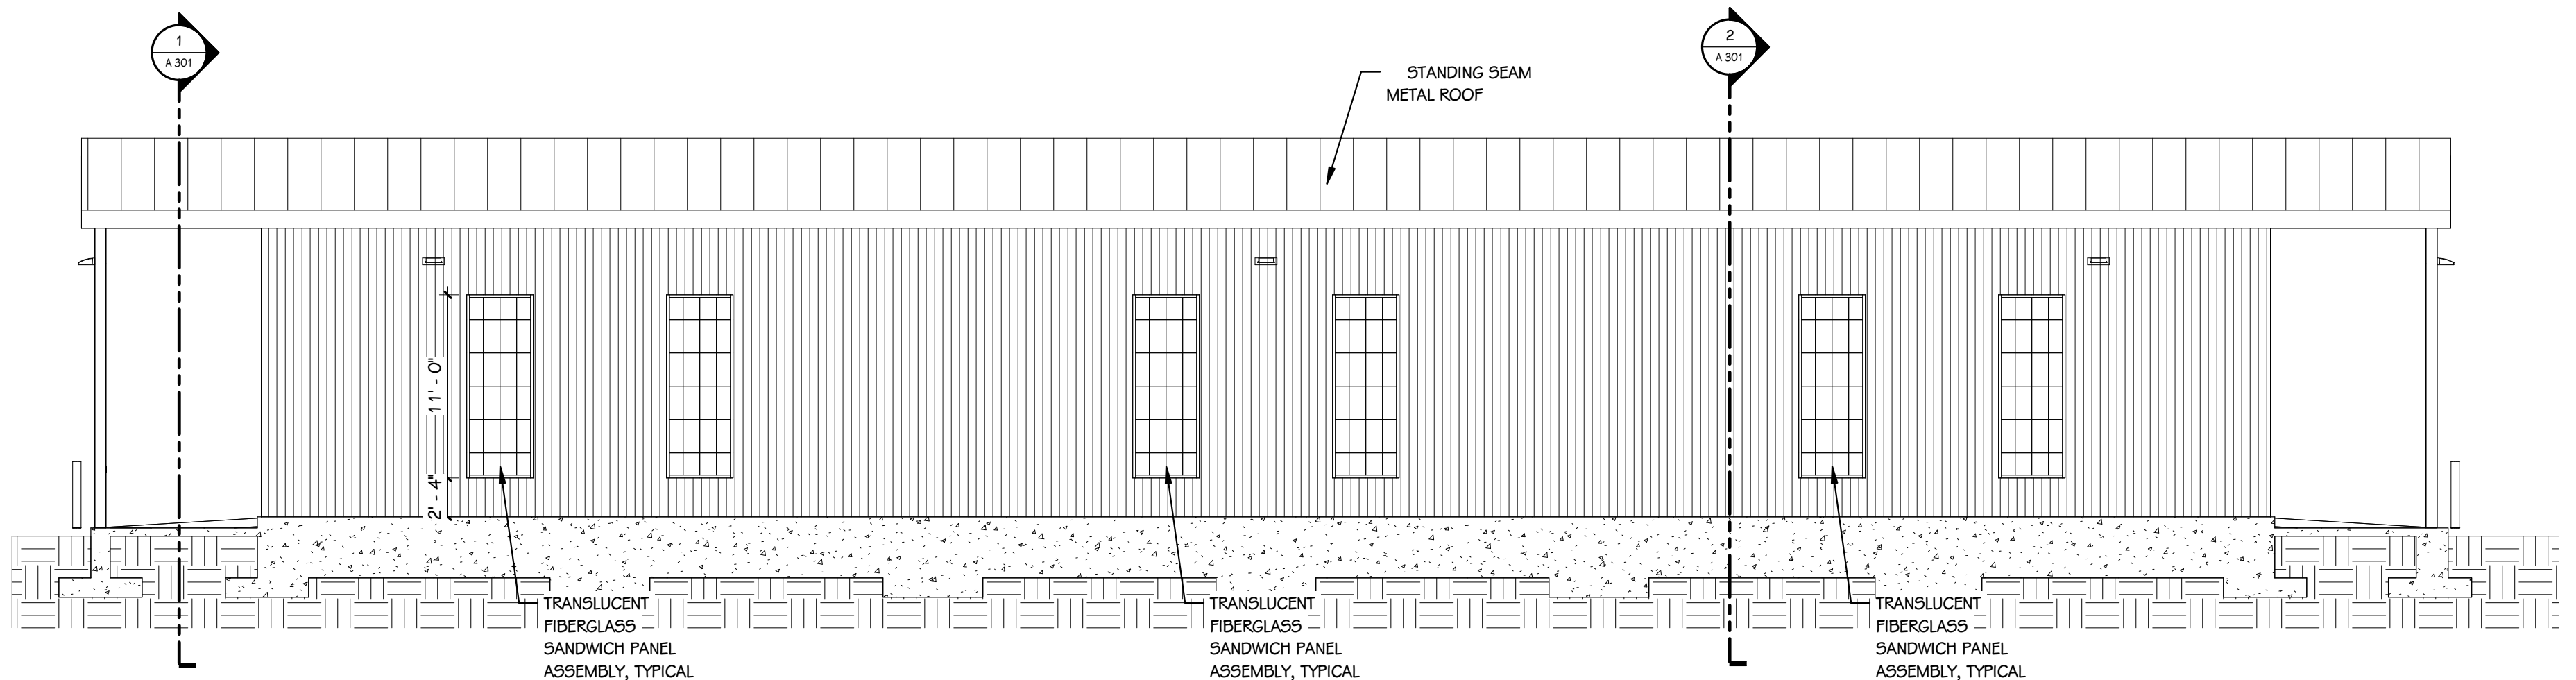 1
A 301
2
A 301
STANDING SEAM
METAL ROOF
11' - 0"
2' - 4"
TRANSLUCENT
FIBERGLASS
SANDWICH PANEL
ASSEMBLY, TYPICAL
TRANSLUCENT
FIBERGLASS
SANDWICH PANEL
ASSEMBLY, TYPICAL
TRANSLUCENT
FIBERGLASS
SANDWICH PANEL
ASSEMBLY, TYPICAL